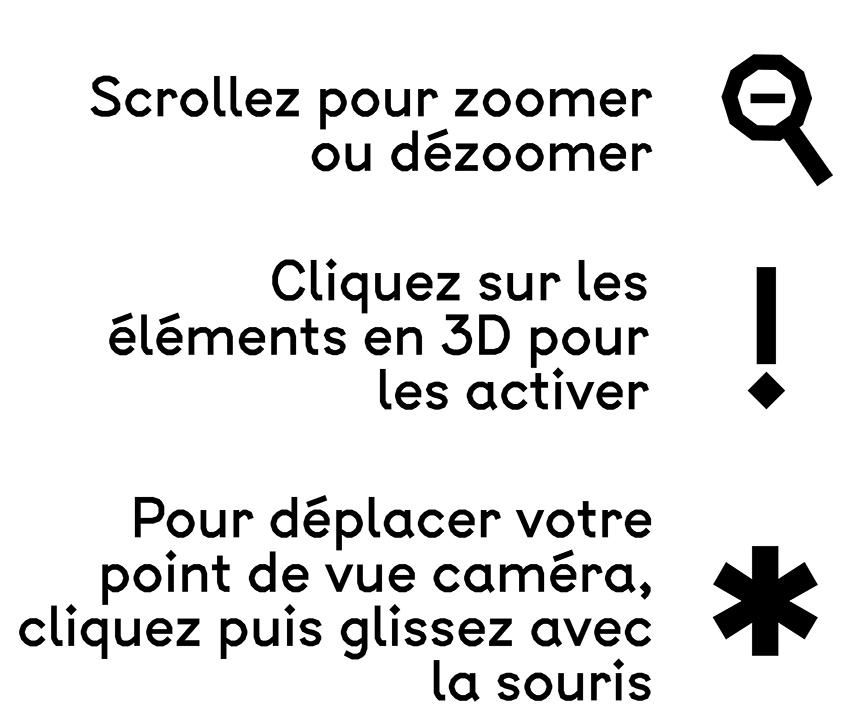 Scrollez pour zoomer
ou dézoomer
Cliquez sur les
éléments en 3D pour
les activer
Pour déplacer votre
point de vue caméra,
cliquez puis glissez avec
la souris